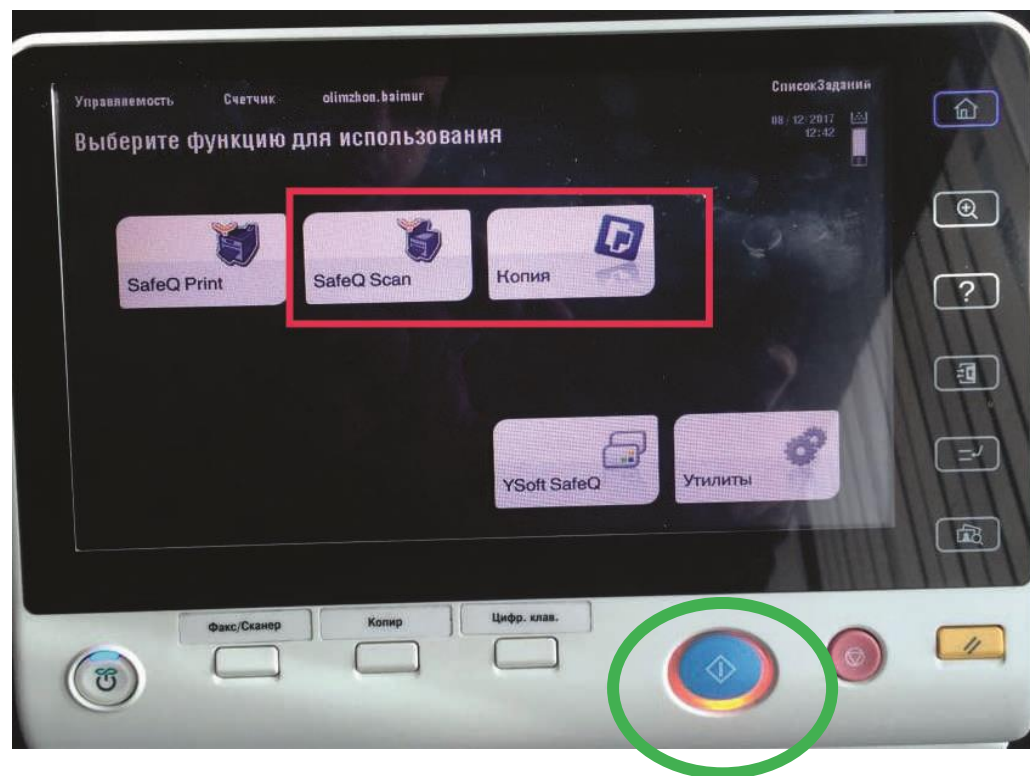 Управляемость Счетчик olimzhon.baimur СписокЗаданий
Выберите функцию для использования
08/12/2017
12:42
SafeQ Print SafeQ Scan Копия
?
YSoft SafeQ Утилиты
Факс/Сканер Копир Цифр. клав.